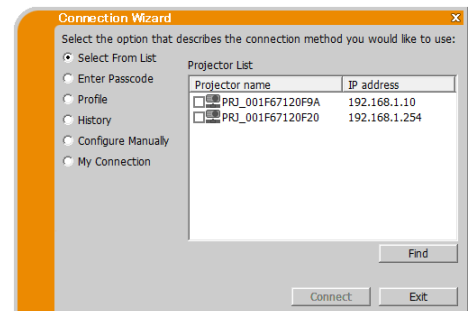 Connection Wizard
Select the option that describes the connection method you would like to use:
Select From List
Enter Passcode
Profile
History
Configure Manually
My Connection
Projector List
Projector name IP address
PRJ_001F67120F9A 192.168.1.10
PRJ_001F67120F20 192.168.1.254
Find
Connect Exit